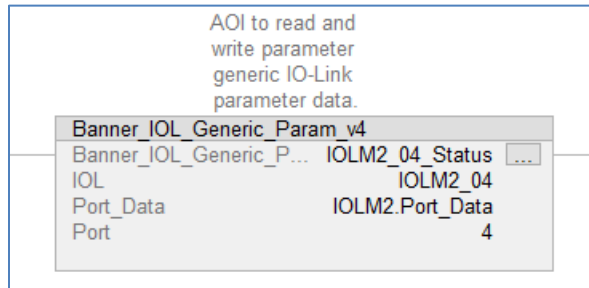 AOI to read and
write parameter
generic IO-Link
parameter data.
Banner_IOL_Generic_Param_v4
Banner_IOL_Generic_P... IOLM2_04_Status ...
IOL IOLM2_04
Port_Data IOLM2.Port_Data
Port 4